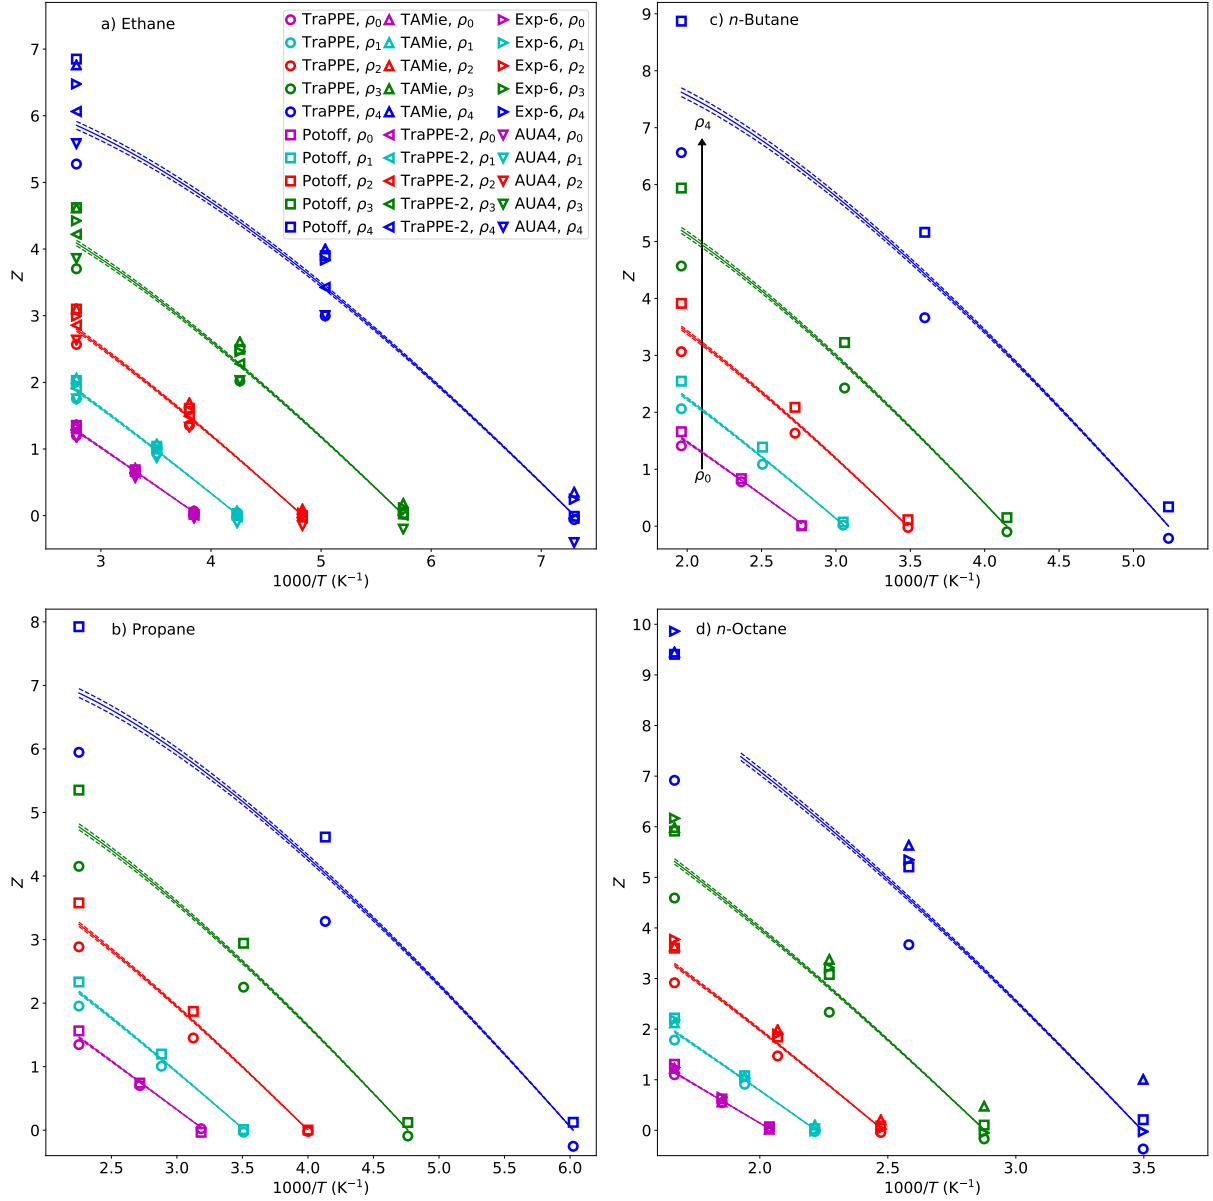 a) Ethane
TraPPE, ρ0 TAMie, ρ0 Exp-6, ρ0
TraPPE, ρ1 TAMie, ρ1 Exp-6, ρ1
TraPPE, ρ2 TAMie, ρ2 Exp-6, ρ2
TraPPE, ρ3 TAMie, ρ3 Exp-6, ρ3
TraPPE, ρ4 TAMie, ρ4 Exp-6, ρ4
Potoff, ρ0 TraPPE-2, ρ0 AUA4, ρ0
Potoff, ρ1 TraPPE-2, ρ1 AUA4, ρ1
Potoff, ρ2 TraPPE-2, ρ2 AUA4, ρ2
Potoff, ρ3 TraPPE-2, ρ3 AUA4, ρ3
Potoff, ρ4 TraPPE-2, ρ4 AUA4, ρ4
7
6
5
4
3
2
1
0
Z
3 4 5 6 7
1000/T (K⁻¹)
c) n-Butane
ρ4
ρ0
9
8
7
6
5
4
3
2
1
0
Z
2.0 2.5 3.0 3.5 4.0 4.5 5.0
1000/T (K⁻¹)
b) Propane
8
7
6
5
4
3
2
1
0
Z
2.5 3.0 3.5 4.0 4.5 5.0 5.5 6.0
1000/T (K⁻¹)
d) n-Octane
10
9
8
7
6
5
4
3
2
1
0
Z
2.0 2.5 3.0 3.5
1000/T (K⁻¹)